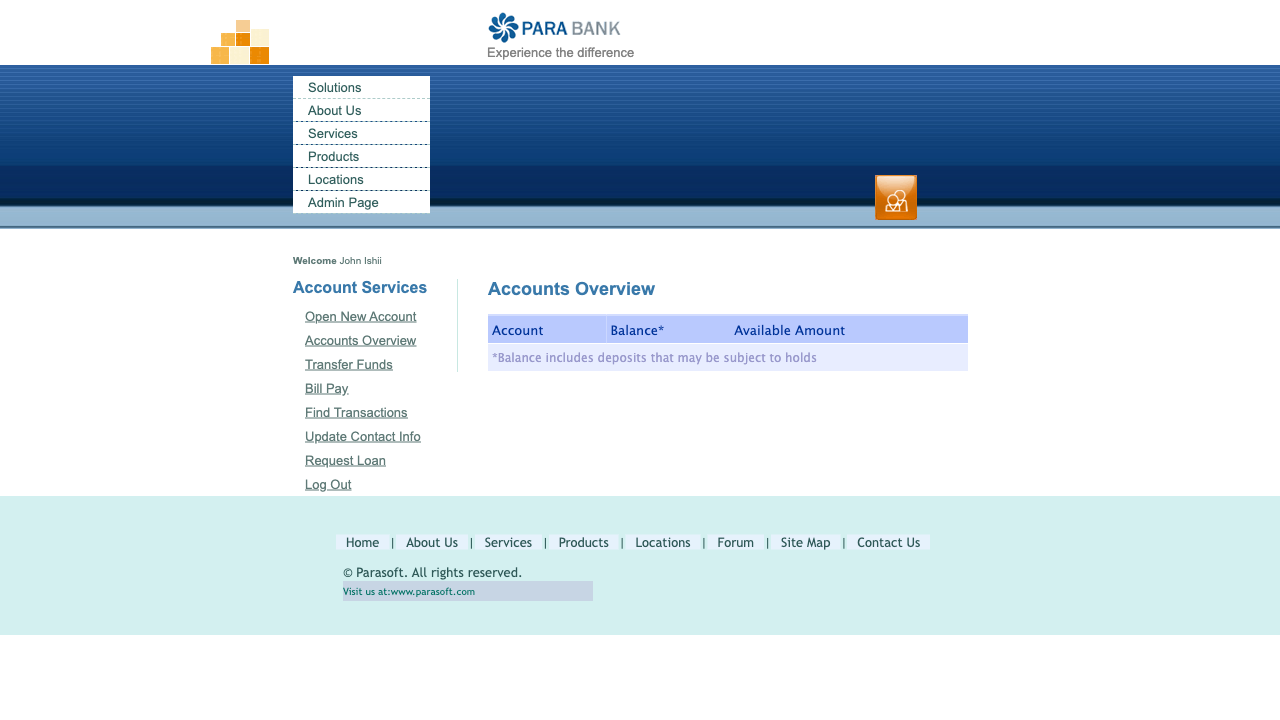 PARA BANK
Experience the difference
Solutions
About Us
Services
Products
Locations
Admin Page
Welcome John Ishii
Account Services
Open New Account
Accounts Overview
Transfer Funds
Bill Pay
Find Transactions
Update Contact Info
Request Loan
Log Out
Accounts Overview
Account Balance* Available Amount
*Balance includes deposits that may be subject to holds
Home | About Us | Services | Products | Locations | Forum | Site Map | Contact Us
© Parasoft. All rights reserved.
Visit us at:www.parasoft.com